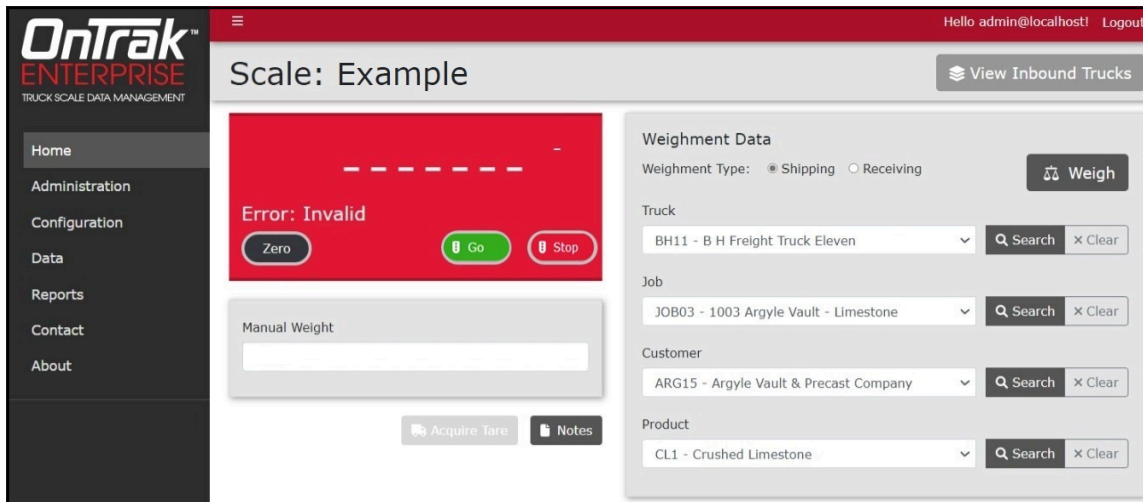 OnTrak™
ENTERPRISE
TRUCK SCALE DATA MANAGEMENT
Home
Administration
Configuration
Data
Reports
Contact
About
Hello admin@localhost! Logout
Scale: Example
View Inbound Trucks
-
_ _ _ _ _ _ _
Error: Invalid
Zero
Go
Stop
Manual Weight
Acquire Tare
Notes
Weighment Data
Weighment Type: Shipping Receiving
Weigh
Truck
BH11 - B H Freight Truck Eleven
Search × Clear
Job
JOB03 - 1003 Argyle Vault - Limestone
Search × Clear
Customer
ARG15 - Argyle Vault & Precast Company
Search × Clear
Product
CL1 - Crushed Limestone
Search × Clear